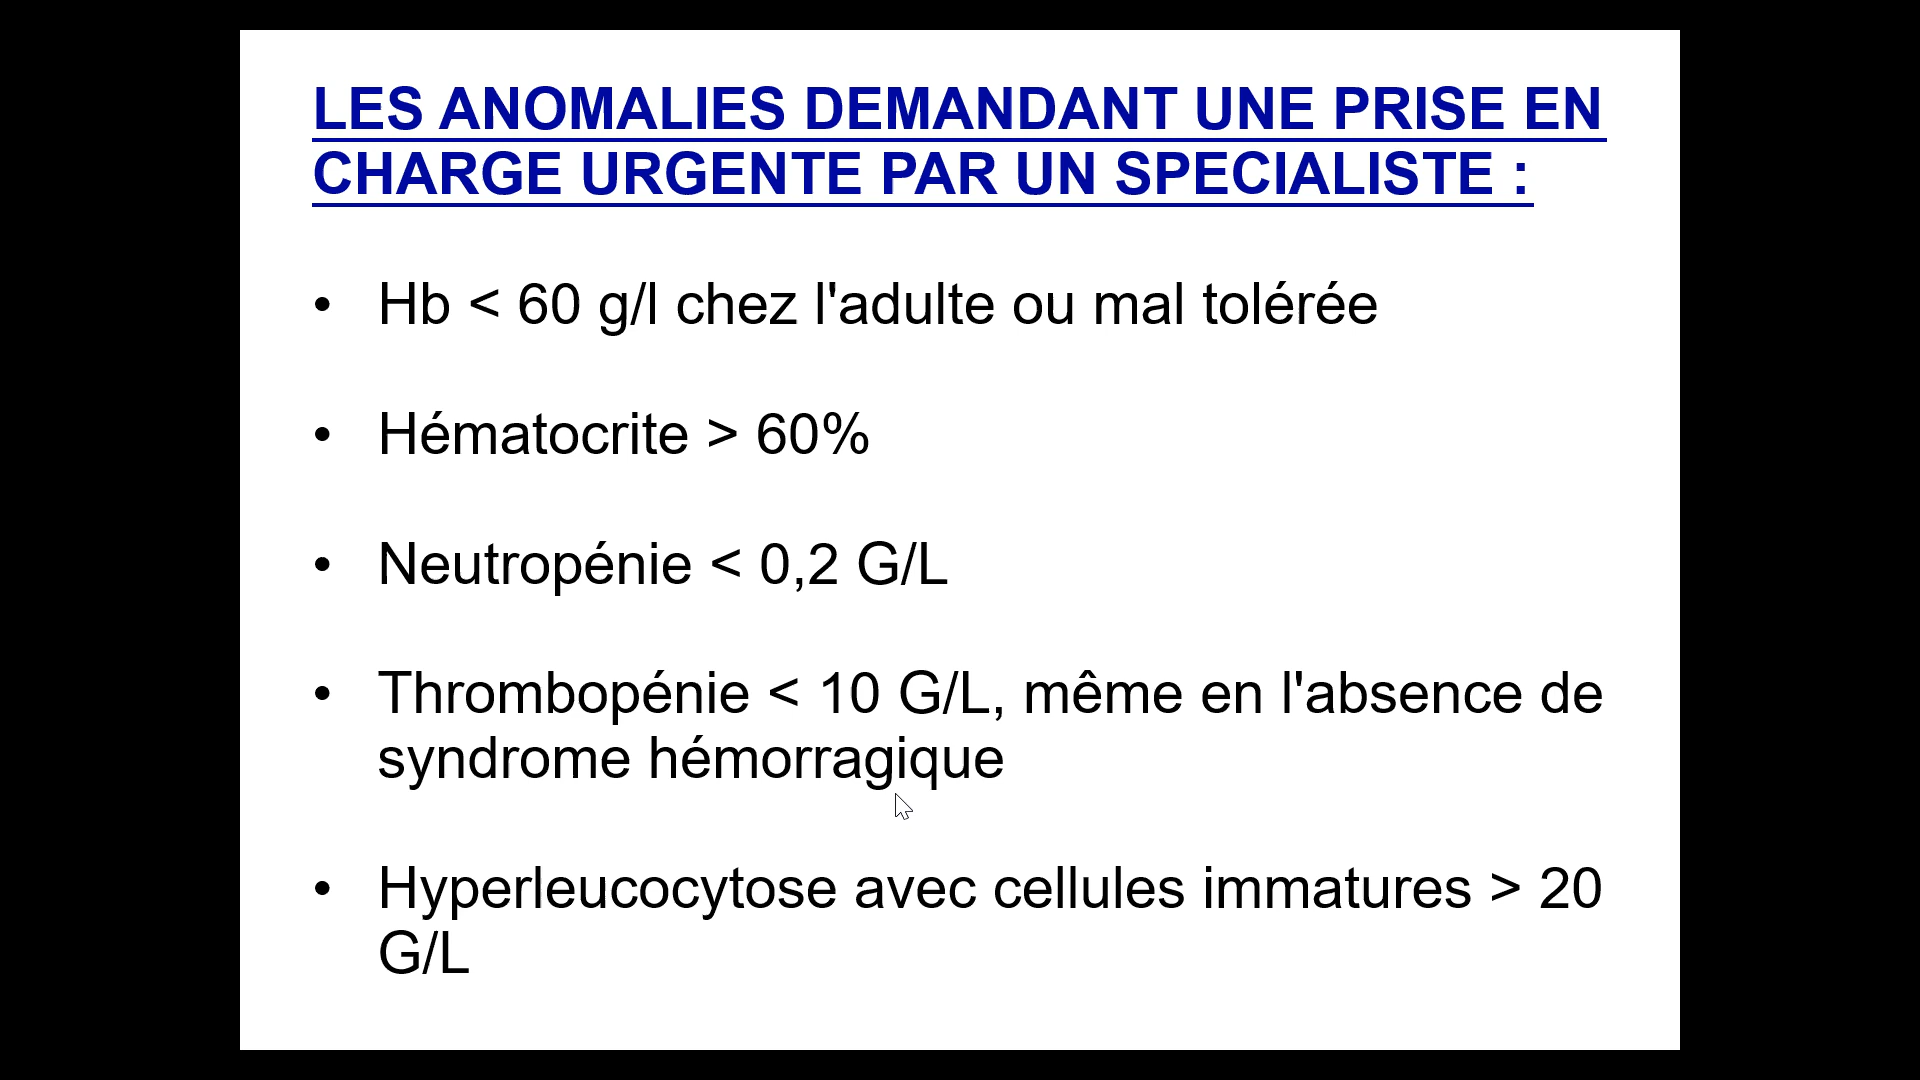 LES ANOMALIES DEMANDANT UNE PRISE EN
CHARGE URGENTE PAR UN SPECIALISTE :
• Hb < 60 g/l chez l'adulte ou mal tolérée
• Hématocrite > 60%
• Neutropénie < 0,2 G/L
• Thrombopénie < 10 G/L, même en l'absence de
syndrome hémorragique
• Hyperleucocytose avec cellules immatures > 20
G/L